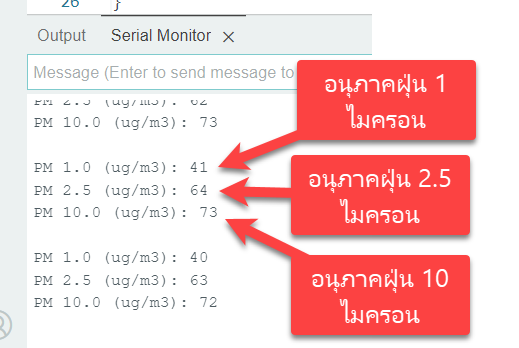 26 }
Output Serial Monitor
Message (Enter to send message to
PM 2.5 (ug/m3): 62
PM 10.0 (ug/m3): 73
PM 1.0 (ug/m3): 41
PM 2.5 (ug/m3): 64
PM 10.0 (ug/m3): 73
PM 1.0 (ug/m3): 40
PM 2.5 (ug/m3): 63
PM 10.0 (ug/m3): 72
อนุภาคฝุ่น 1
ไมครอน
อนุภาคฝุ่น 2.5
ไมครอน
อนุภาคฝุ่น 10
ไมครอน